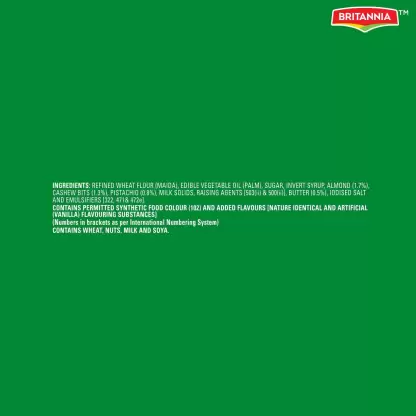 BRITANNIA™
INGREDIENTS: REFINED WHEAT FLOUR (MAIDA), EDIBLE VEGETABLE OIL (PALM), SUGAR, INVERT SYRUP, ALMOND (1.7%),
CASHEW BITS (1.3%), PISTACHIO (0.8%), MILK SOLIDS, RAISING AGENTS [503(ii) & 500(ii)], BUTTER (0.5%), IODISED SALT
AND EMULSIFIERS [322, 471& 472e].
CONTAINS PERMITTED SYNTHETIC FOOD COLOUR (102) AND ADDED FLAVOURS [NATURE IDENTICAL AND ARTIFICIAL
(VANILLA) FLAVOURING SUBSTANCES]
(Numbers in brackets as per International Numbering System)
CONTAINS WHEAT, NUTS, MILK AND SOYA.